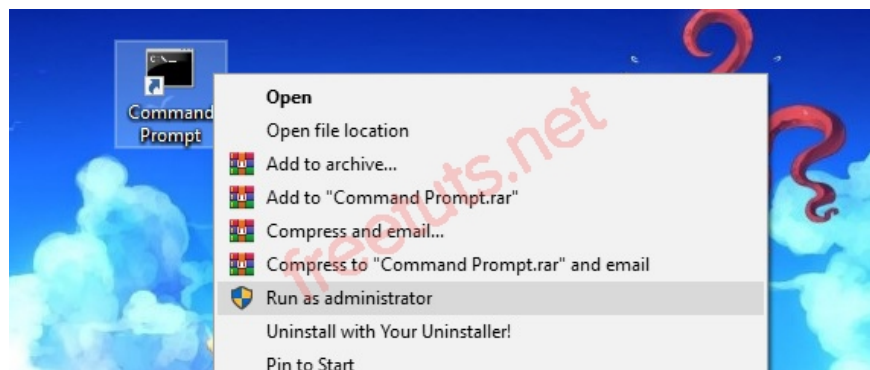 C:\_
Command
Prompt
Open
Open file location
Add to archive...
Add to "Command Prompt.rar"
Compress and email...
Compress to "Command Prompt.rar" and email
Run as administrator
Uninstall with Your Uninstaller!
Pin to Start
freetuts.net